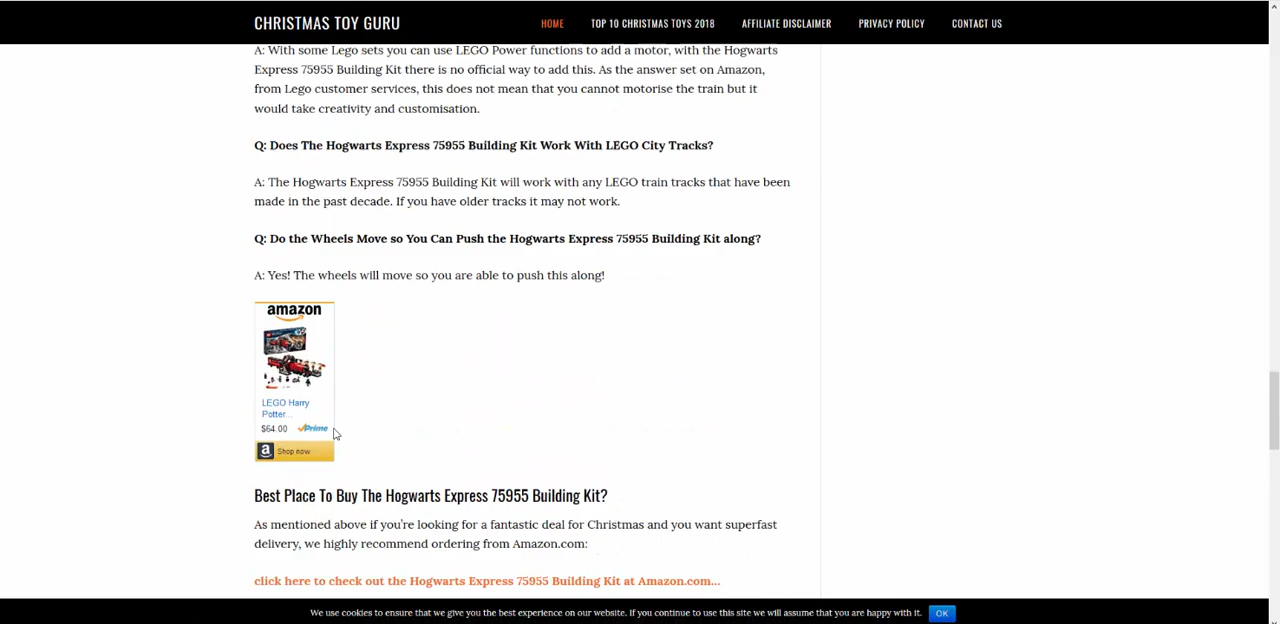 CHRISTMAS TOY GURU
HOME TOP 10 CHRISTMAS TOYS 2018 AFFILIATE DISCLAIMER PRIVACY POLICY CONTACT US
A: With some Lego sets you can use LEGO Power functions to add a motor, with the Hogwarts
Express 75955 Building Kit there is no official way to add this. As the answer set on Amazon,
from Lego customer services, this does not mean that you cannot motorise the train but it
would take creativity and customisation.
Q: Does The Hogwarts Express 75955 Building Kit Work With LEGO City Tracks?
A: The Hogwarts Express 75955 Building Kit will work with any LEGO train tracks that have been
made in the past decade. If you have older tracks it may not work.
Q: Do the Wheels Move so You Can Push the Hogwarts Express 75955 Building Kit along?
A: Yes! The wheels will move so you are able to push this along!
amazon
LEGO Harry
Potter...
$64.00 Prime
a Shop now
Best Place To Buy The Hogwarts Express 75955 Building Kit?
As mentioned above if you're looking for a fantastic deal for Christmas and you want superfast
delivery, we highly recommend ordering from Amazon.com:
click here to check out the Hogwarts Express 75955 Building Kit at Amazon.com...
We use cookies to ensure that we give you the best experience on our website. If you continue to use this site we will assume that you are happy with it. OK